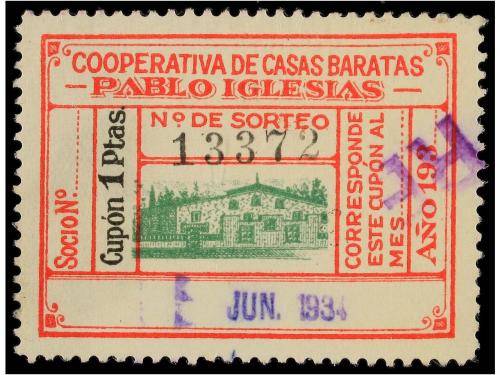 COOPERATIVA DE CASAS BARATAS
PABLO IGLESIAS
Socio Nº
Cupón 1 Ptas.
Nº DE SORTEO
13372
CORRESPONDE
ESTE CUPÓN AL
MES
AÑO 193
JUN. 1934